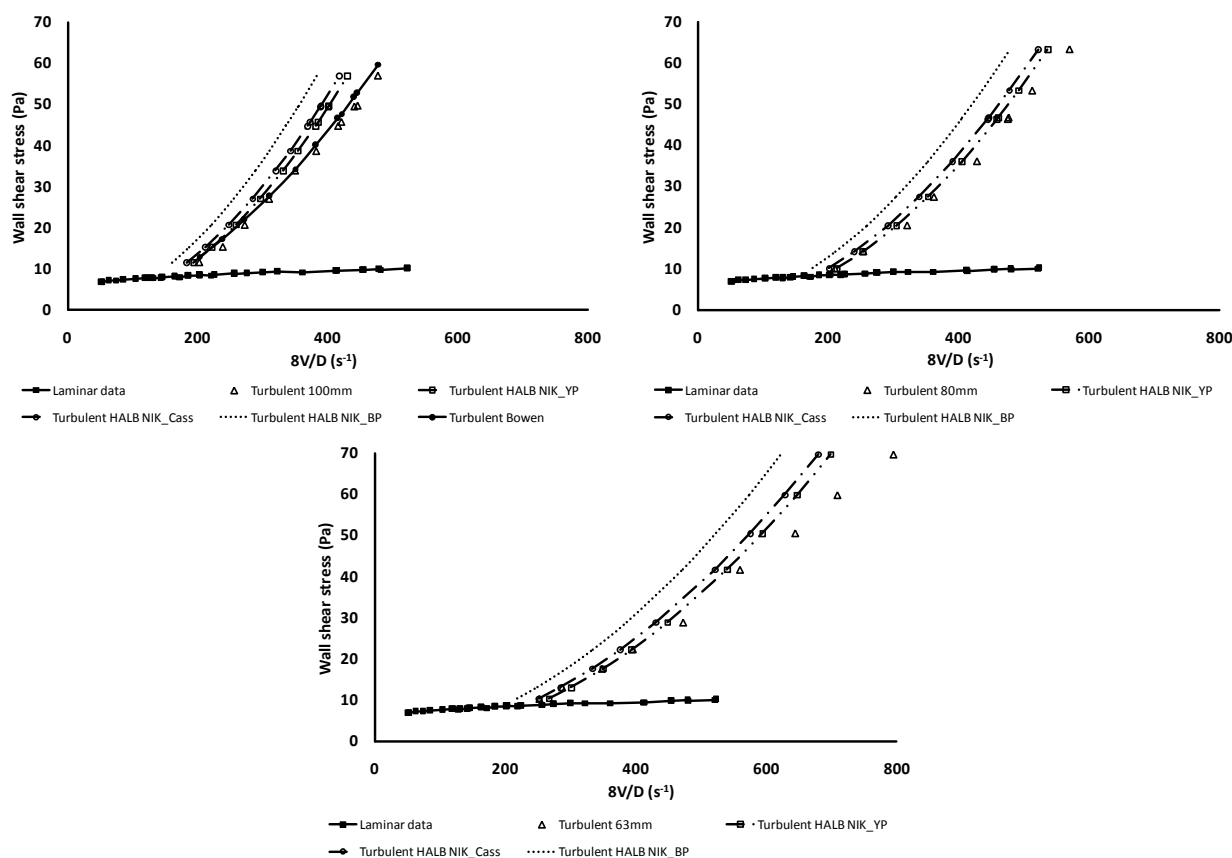 70
60
50
40
30
20
10
0
Wall shear stress (Pa)
0 200 400 600 800
8V/D (s-1)
Laminar data Turbulent 100mm Turbulent HALB NIK_YP
Turbulent HALB NIK_Cass Turbulent HALB NIK_BP Turbulent Bowen
70
60
50
40
30
20
10
0
Wall shear stress (Pa)
0 200 400 600 800
8V/D (s-1)
Laminar data Turbulent 80mm Turbulent HALB NIK_YP
Turbulent HALB NIK_Cass Turbulent HALB NIK_BP
70
60
50
40
30
20
10
0
Wall shear stress (Pa)
0 200 400 600 800
8V/D (s-1)
Laminar data Turbulent 63mm Turbulent HALB NIK_YP
Turbulent HALB NIK_Cass Turbulent HALB NIK_BP